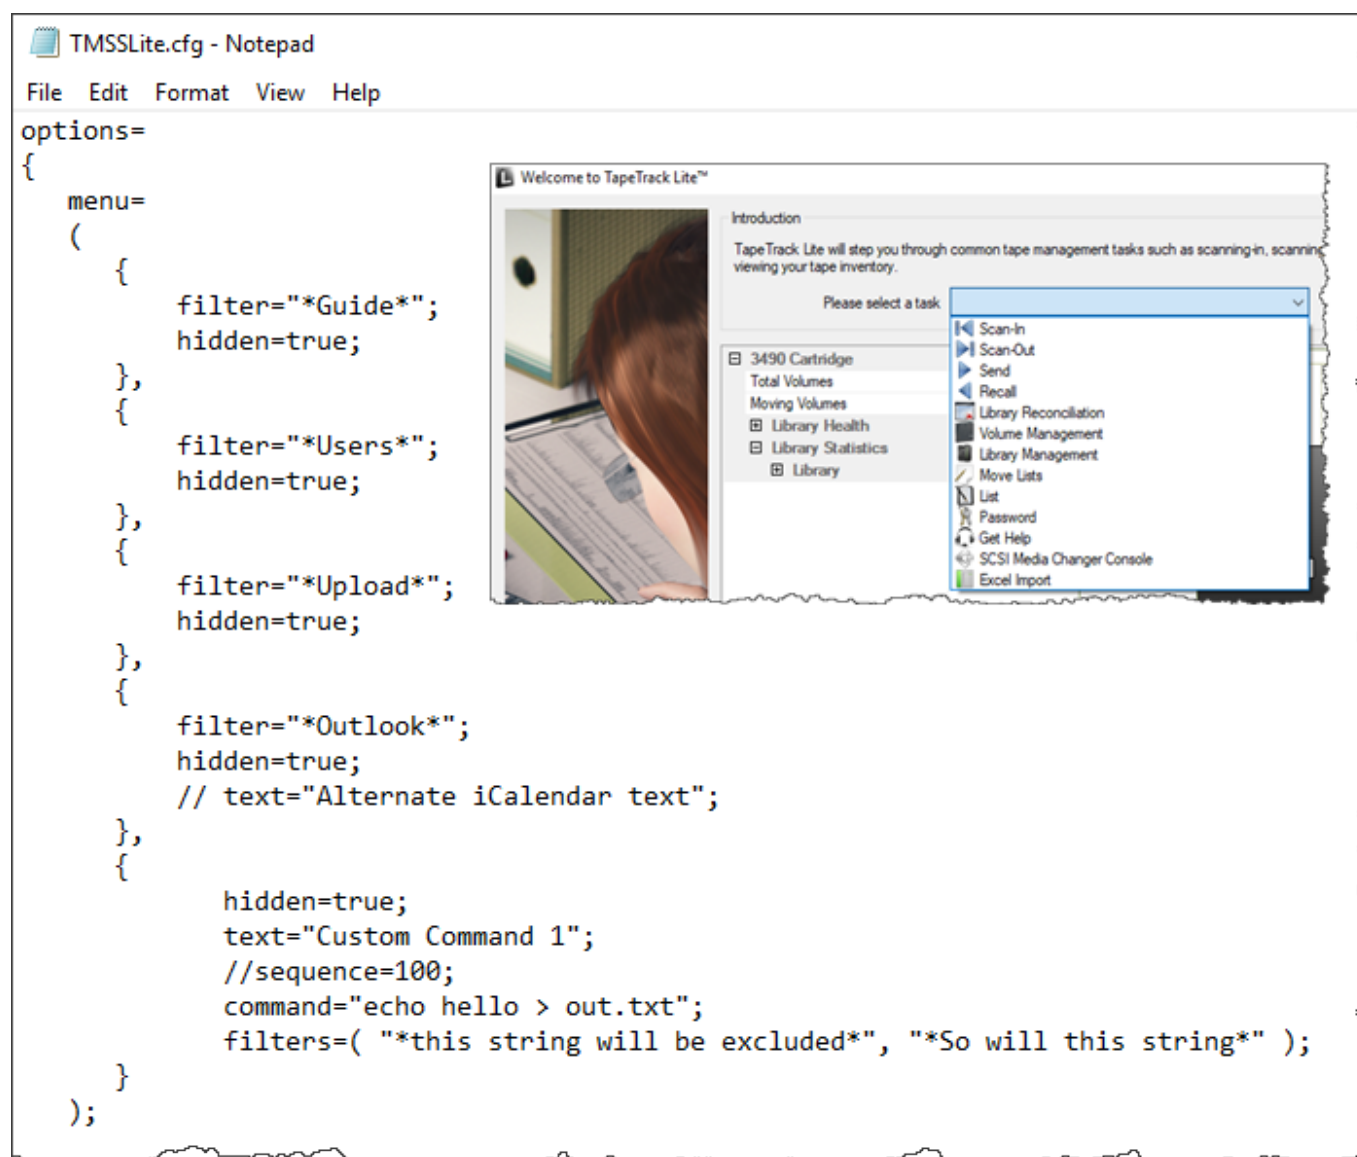 TMSSLite.cfg - Notepad
File Edit Format View Help
options=
{
menu=
(
{
filter="*Guide*";
hidden=true;
},
{
filter="*Users*";
hidden=true;
},
{
filter="*Upload*";
hidden=true;
},
{
filter="*Outlook*";
hidden=true;
// text="Alternate iCalendar text";
},
{
hidden=true;
text="Custom Command 1";
//sequence=100;
command="echo hello > out.txt";
filters=( "*this string will be excluded*", "*So will this string*" );
}
);
Welcome to TapeTrack Lite™
Introduction
TapeTrack Lite will step you through common tape management tasks such as scanning-in, scanning
viewing your tape inventory.
Please select a task
Scan-In
Scan-Out
Send
Recall
Library Reconciliation
Volume Management
Library Management
Move Lists
List
Password
Get Help
SCSI Media Changer Console
Excel Import
3490 Cartridge
Total Volumes
Moving Volumes
Library Health
Library Statistics
Library